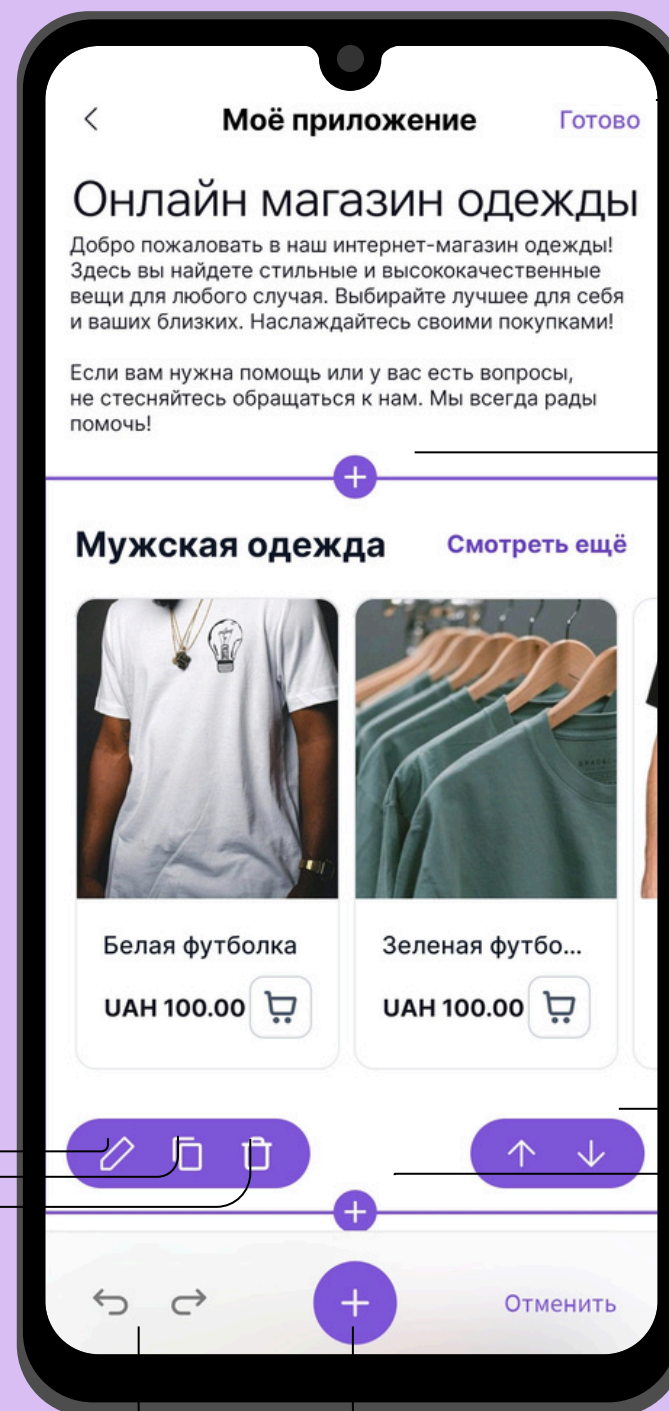 Моё приложение Готово
Онлайн магазин одежды
Добро пожаловать в наш интернет-магазин одежды!
Здесь вы найдете стильные и высококачественные
вещи для любого случая. Выбирайте лучшее для себя
и ваших близких. Наслаждайтесь своими покупками!
Если вам нужна помощь или у вас есть вопросы,
не стесняйтесь обращаться к нам. Мы всегда рады
помочь!
Мужская одежда Смотреть ещё
Белая футболка
UAH 100.00
Зеленая футбо...
UAH 100.00
Отменить